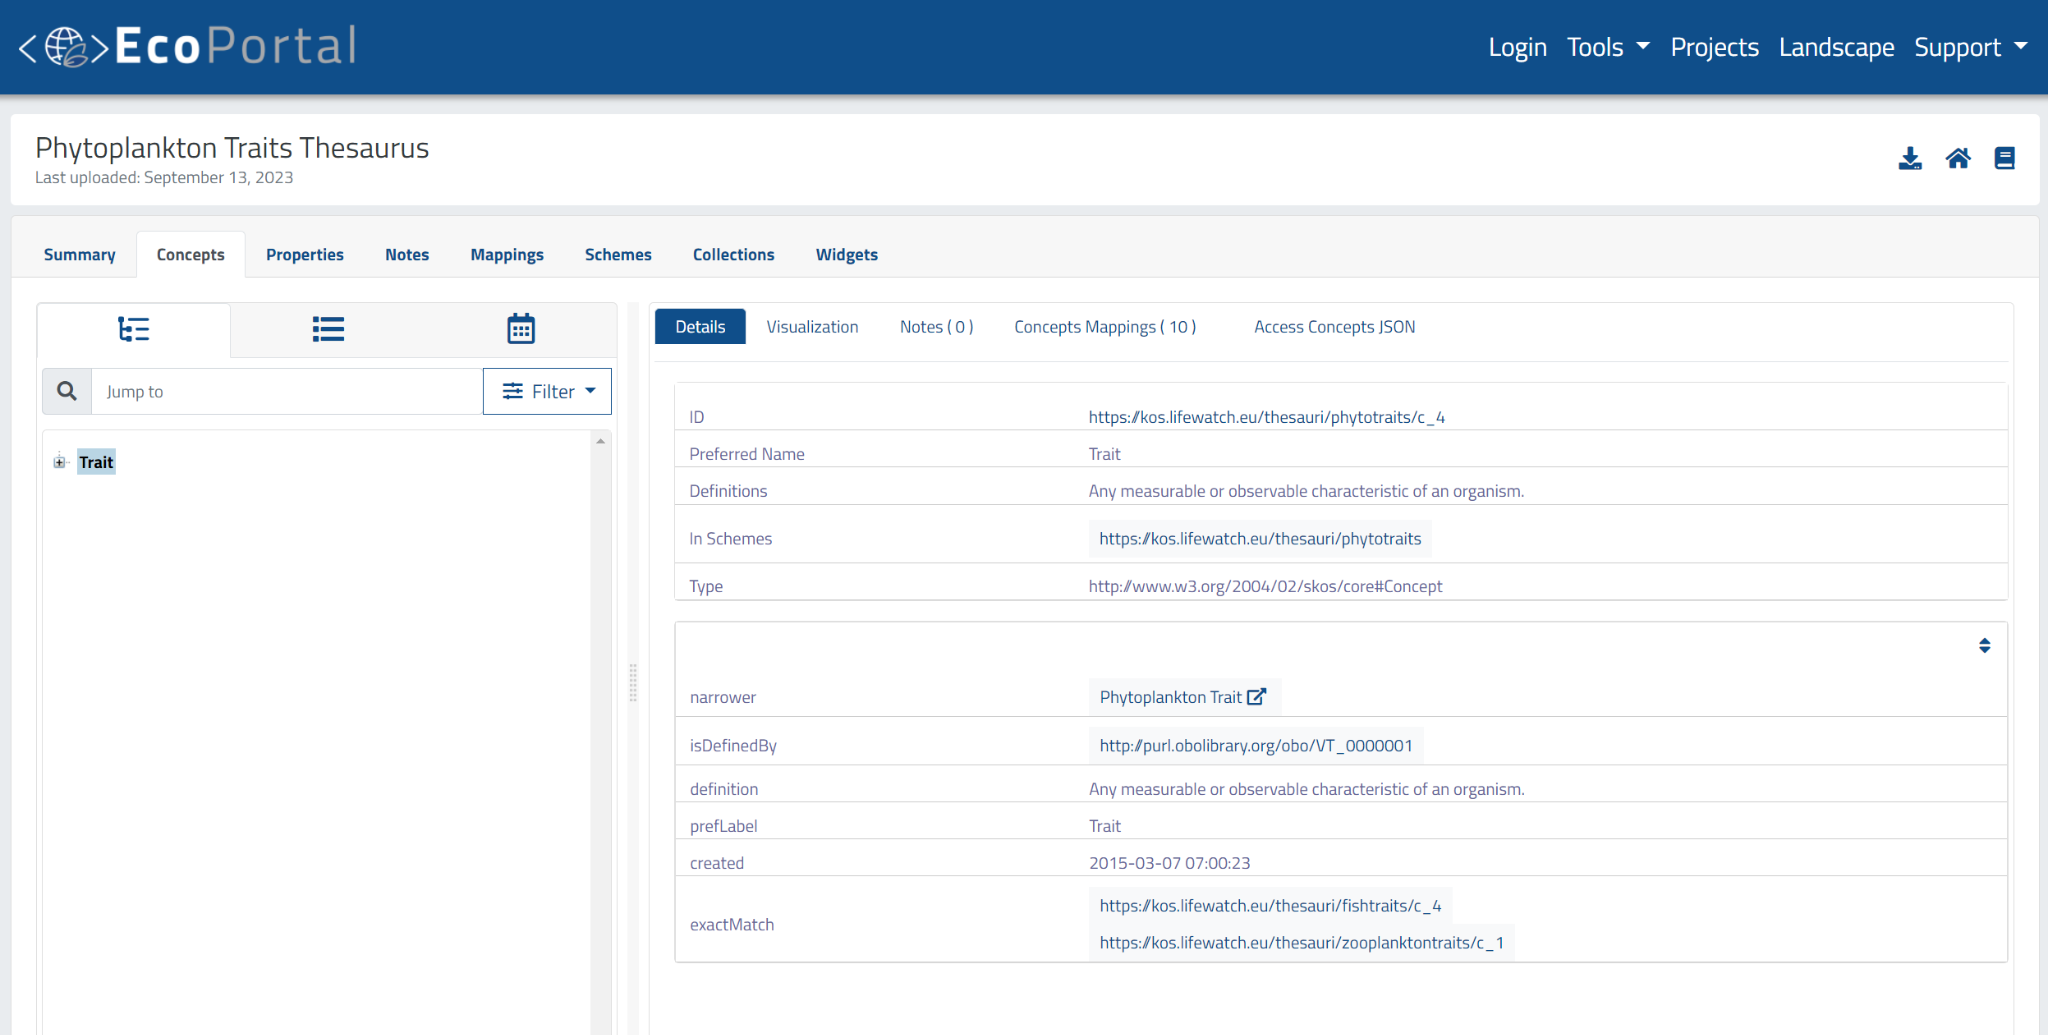 EcoPortal
Login Tools Projects Landscape Support
Phytoplankton Traits Thesaurus
Last uploaded: September 13, 2023
Summary Concepts Properties Notes Mappings Schemes Collections Widgets
Details Visualization Notes ( 0 ) Concepts Mappings ( 10 ) Access Concepts JSON
Jump to Filter
Trait
ID https://kos.lifewatch.eu/thesauri/phytotraits/c_4
Preferred Name Trait
Definitions Any measurable or observable characteristic of an organism.
In Schemes https://kos.lifewatch.eu/thesauri/phytotraits
Type http://www.w3.org/2004/02/skos/core#Concept
narrower Phytoplankton Trait
isDefinedBy http://purl.obolibrary.org/obo/VT_0000001
definition Any measurable or observable characteristic of an organism.
prefLabel Trait
created 2015-03-07 07:00:23
exactMatch https://kos.lifewatch.eu/thesauri/fishtraits/c_4
https://kos.lifewatch.eu/thesauri/zooplanktontraits/c_1